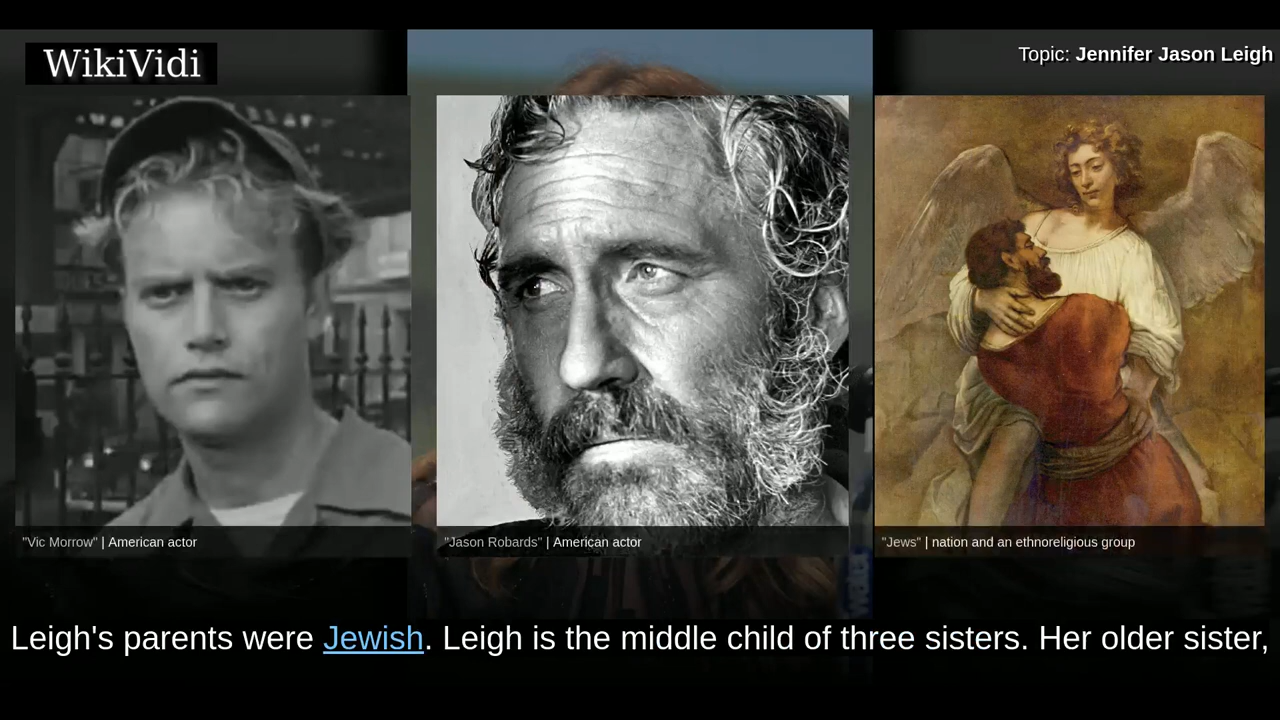 WikiVidi
Topic: Jennifer Jason Leigh
"Vic Morrow" | American actor
"Jason Robards" | American actor
"Jews" | nation and an ethnoreligious group
Leigh's parents were Jewish. Leigh is the middle child of three sisters. Her older sister,